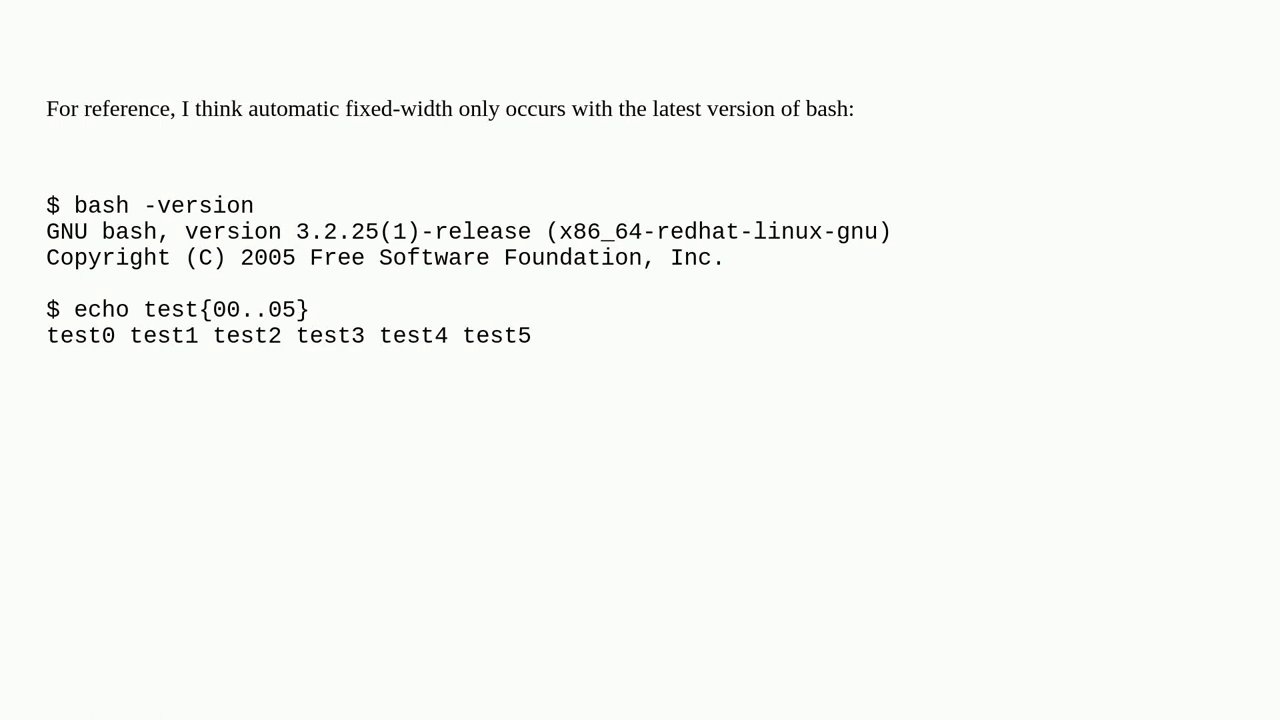 For reference, I think automatic fixed-width only occurs with the latest version of bash:
$ bash -version
GNU bash, version 3.2.25(1)-release (x86_64-redhat-linux-gnu)
Copyright (C) 2005 Free Software Foundation, Inc.
$ echo test{00..05}
test0 test1 test2 test3 test4 test5